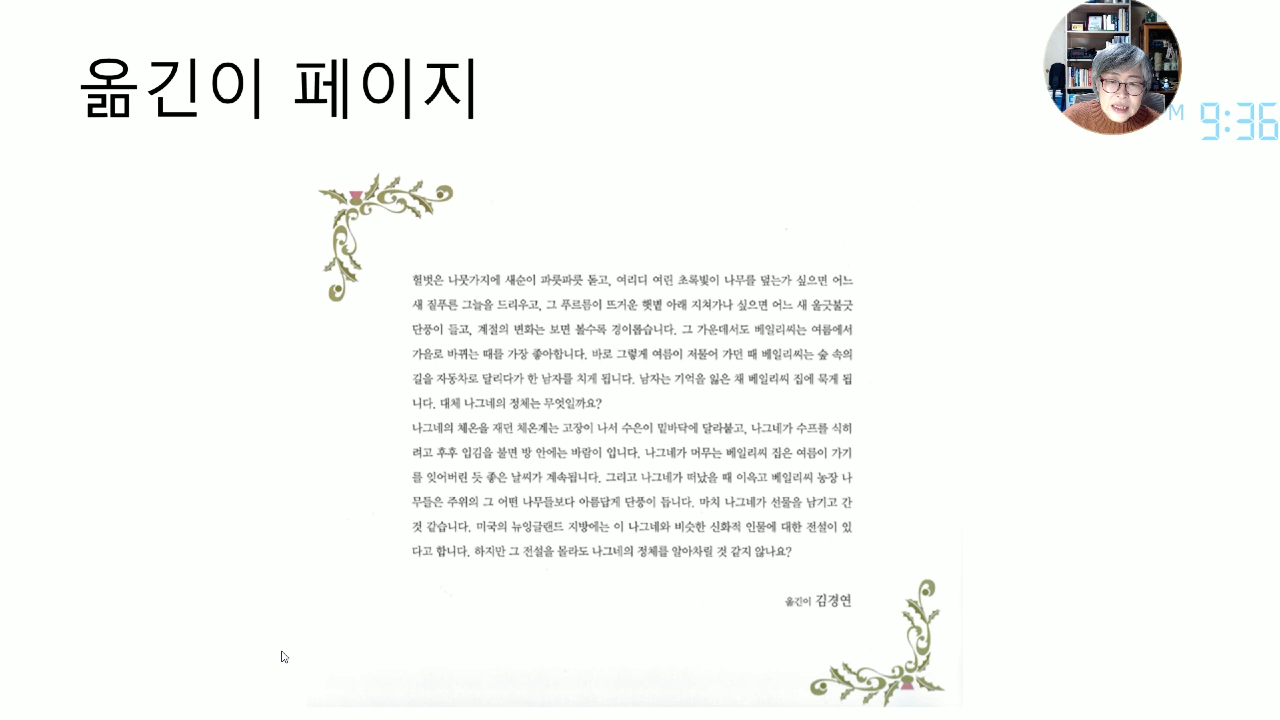 옮긴이 페이지
M 9:36
헐벗은 나뭇가지에 새순이 파릇파릇 돋고, 여리디 여린 초록빛이 나무를 덮는가 싶으면 어느
새 짙푸른 그늘을 드리우고, 그 푸르름이 뜨거운 햇볕 아래 지쳐가나 싶으면 어느 새 울긋불긋
단풍이 들고, 계절의 변화는 보면 볼수록 경이롭습니다. 그 가운데서도 베일리씨는 여름에서
가을로 바뀌는 때를 가장 좋아합니다. 바로 그렇게 여름이 저물어 가던 때 베일리씨는 숲 속의
길을 자동차로 달리다가 한 남자를 치게 됩니다. 남자는 기억을 잃은 채 베일리씨 집에 묵게 됩
니다. 대체 나그네의 정체는 무엇일까요?
나그네의 체온을 재던 체온계는 고장이 나서 수은이 밑바닥에 달라붙고, 나그네가 수프를 식히
려고 후후 입김을 불면 방 안에는 바람이 입니다. 나그네가 머무는 베일리씨 집은 여름이 가기
를 잊어버린 듯 좋은 날씨가 계속됩니다. 그리고 나그네가 떠났을 때 이윽고 베일리씨 농장 나
무들은 주위의 그 어떤 나무들보다 아름답게 단풍이 듭니다. 마치 나그네가 선물을 남기고 간
것 같습니다. 미국의 뉴잉글랜드 지방에는 이 나그네와 비슷한 신화적 인물에 대한 전설이 있
다고 합니다. 하지만 그 전설을 몰라도 나그네의 정체를 알아차릴 것 같지 않나요?
옮긴이 김경연